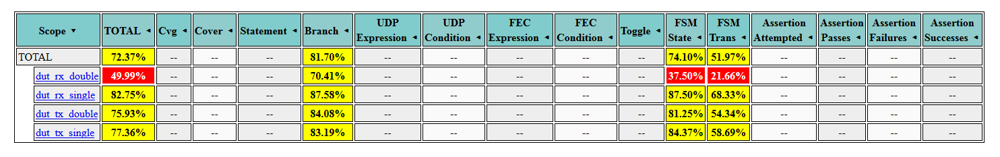 Scope ▼ TOTAL ◄ Cvg ◄ Cover ◄ Statement ◄ Branch ◄ UDP Expression ◄ UDP Condition ◄ FEC Expression ◄ FEC Condition ◄ Toggle ◄ FSM State ◄ FSM Trans ◄ Assertion Attempted ◄ Assertion Passes ◄ Assertion Failures ◄ Assertion Successes ◄
TOTAL 72.37% -- -- -- 81.70% -- -- -- -- -- 74.10% 51.97% -- -- -- --
dut_rx_double 49.99% -- -- -- 70.41% -- -- -- -- -- 37.50% 21.66% -- -- -- --
dut_rx_single 82.75% -- -- -- 87.58% -- -- -- -- -- 87.50% 68.33% -- -- -- --
dut_tx_double 75.93% -- -- -- 84.08% -- -- -- -- -- 81.25% 54.34% -- -- -- --
dut_tx_single 77.36% -- -- -- 83.19% -- -- -- -- -- 84.37% 58.69% -- -- -- --